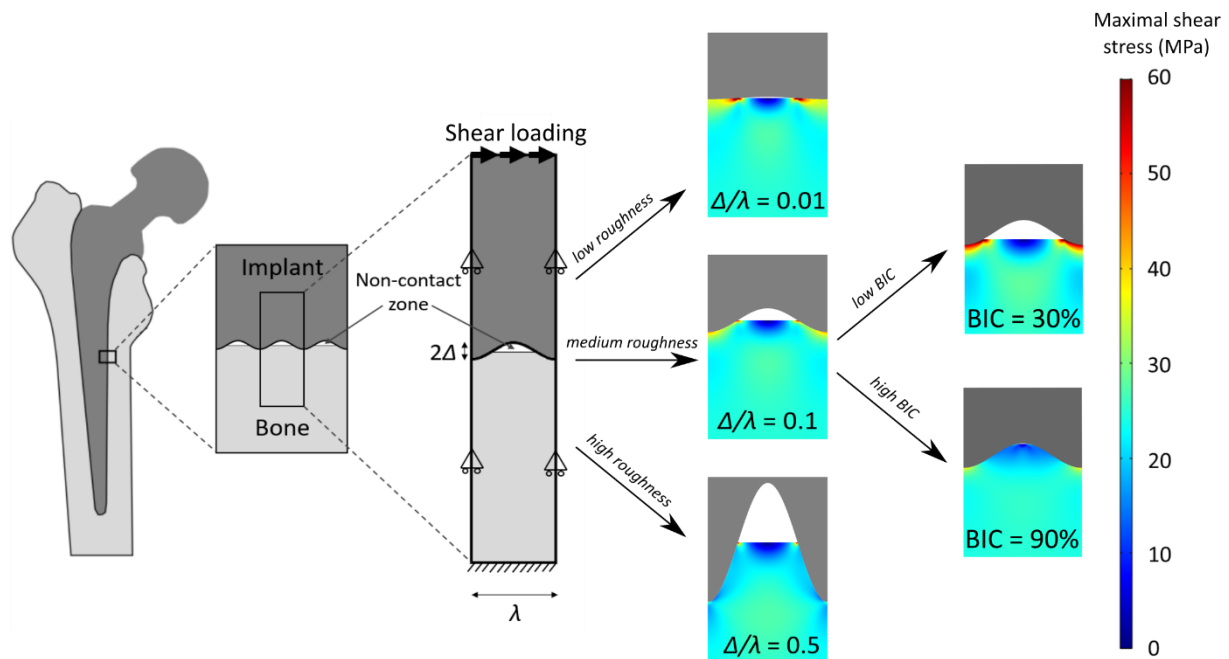 Maximal shear
stress (MPa)
60
50
40
30
20
10
0
Shear loading
Implant
Non-contact
zone
2Δ
Bone
λ
low roughness
medium roughness
high roughness
Δ/λ = 0.01
Δ/λ = 0.1
Δ/λ = 0.5
low BIC
high BIC
BIC = 30%
BIC = 90%